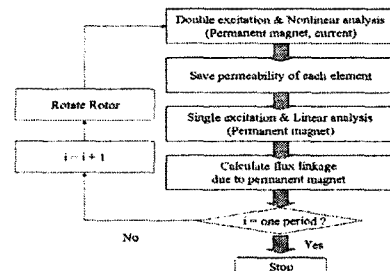 Double excitation & Nonlinear analysis
(Permanent magnet, current)
Save permeability of each element
Rotate Rotor
Single excitation & Linear analysis
(Permanent magnet)
i = i + 1
Calculate flux linkage
due to permanent magnet
i = one period ?
No
Yes
Stop